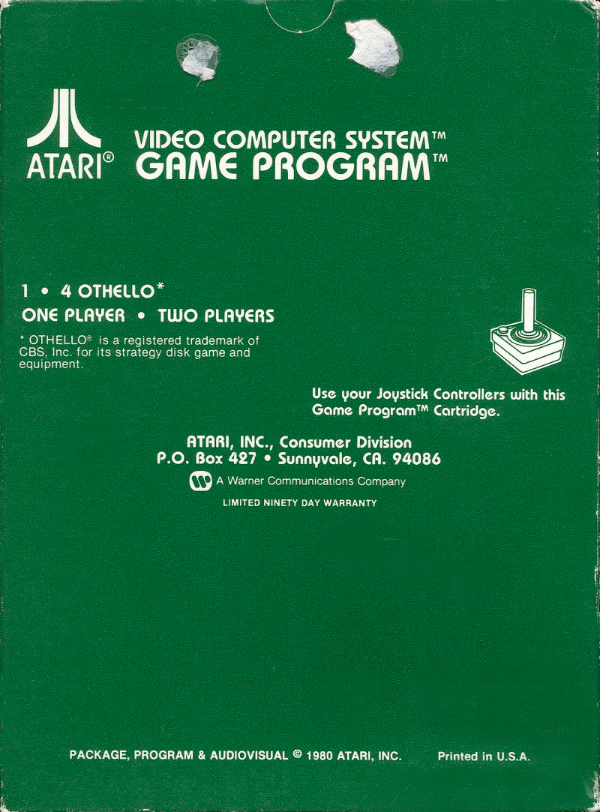 VIDEO COMPUTER SYSTEM™
ATARI® GAME PROGRAM™
1 • 4 OTHELLO*
ONE PLAYER • TWO PLAYERS
* OTHELLO® is a registered trademark of
CBS, Inc. for its strategy disk game and
equipment.
Use your Joystick Controllers with this
Game Program™ Cartridge.
ATARI, INC., Consumer Division
P.O. Box 427 • Sunnyvale, CA. 94086
A Warner Communications Company
LIMITED NINETY DAY WARRANTY
PACKAGE, PROGRAM & AUDIOVISUAL © 1980 ATARI, INC. Printed in U.S.A.